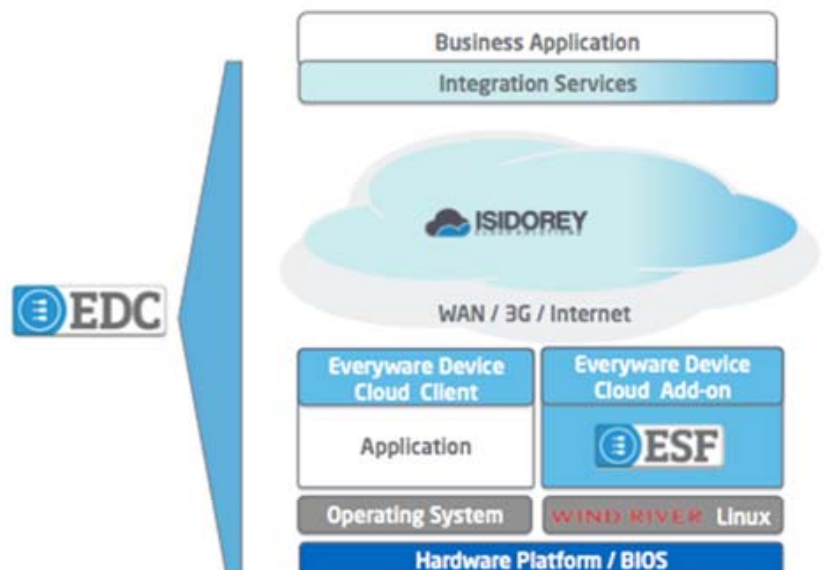 Business Application
Integration Services
ISIDOREY
WAN / 3G / Internet
EDC
Everyware Device
Cloud Client
Everyware Device
Cloud Add-on
Application
ESF
Operating System
WIND RIVER Linux
Hardware Platform / BIOS